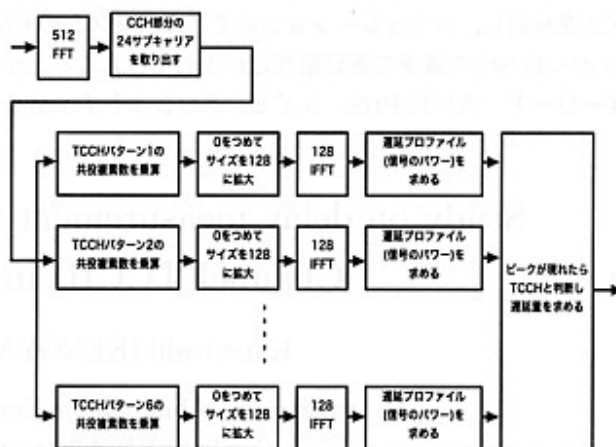 512
FFT
CCH部分の
24サブキャリア
を取り出す
TCCHパターン1の
共役複素数を乗算
0をつめて
サイズを128
に拡大
128
IFFT
遅延プロファイル
(信号のパワー)を
求める
TCCHパターン2の
共役複素数を乗算
0をつめて
サイズを128
に拡大
128
IFFT
遅延プロファイル
(信号のパワー)を
求める
ピークが現れたら
TCCHと判断し
遅延量を求める
TCCHパターン6の
共役複素数を乗算
0をつめて
サイズを128
に拡大
128
IFFT
遅延プロファイル
(信号のパワー)を
求める